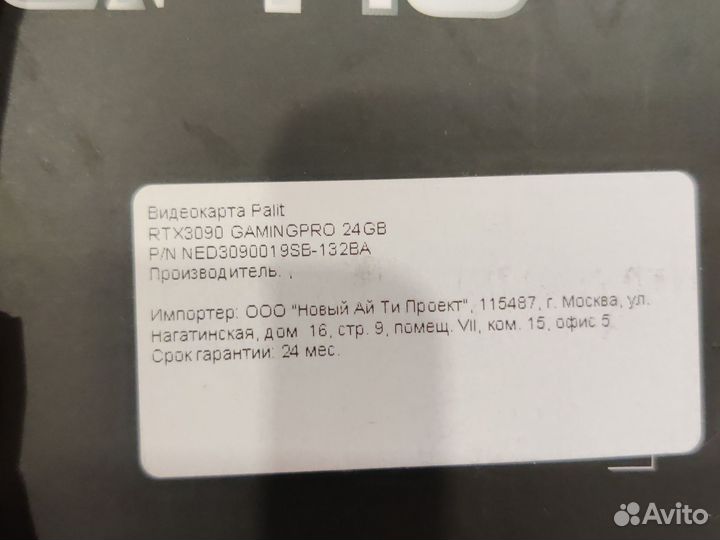 Видеокарта Palit
RTX3090 GAMINGPRO 24GB
P/N NED3090019SB-132BA
Производитель: ,
Импортер: ООО "Новый Ай Ти Проект", 115487, г. Москва, ул.
Нагатинская, дом 16, стр. 9, помещ. VII, ком. 15, офис 5
Срок гарантии: 24 мес.
Avito